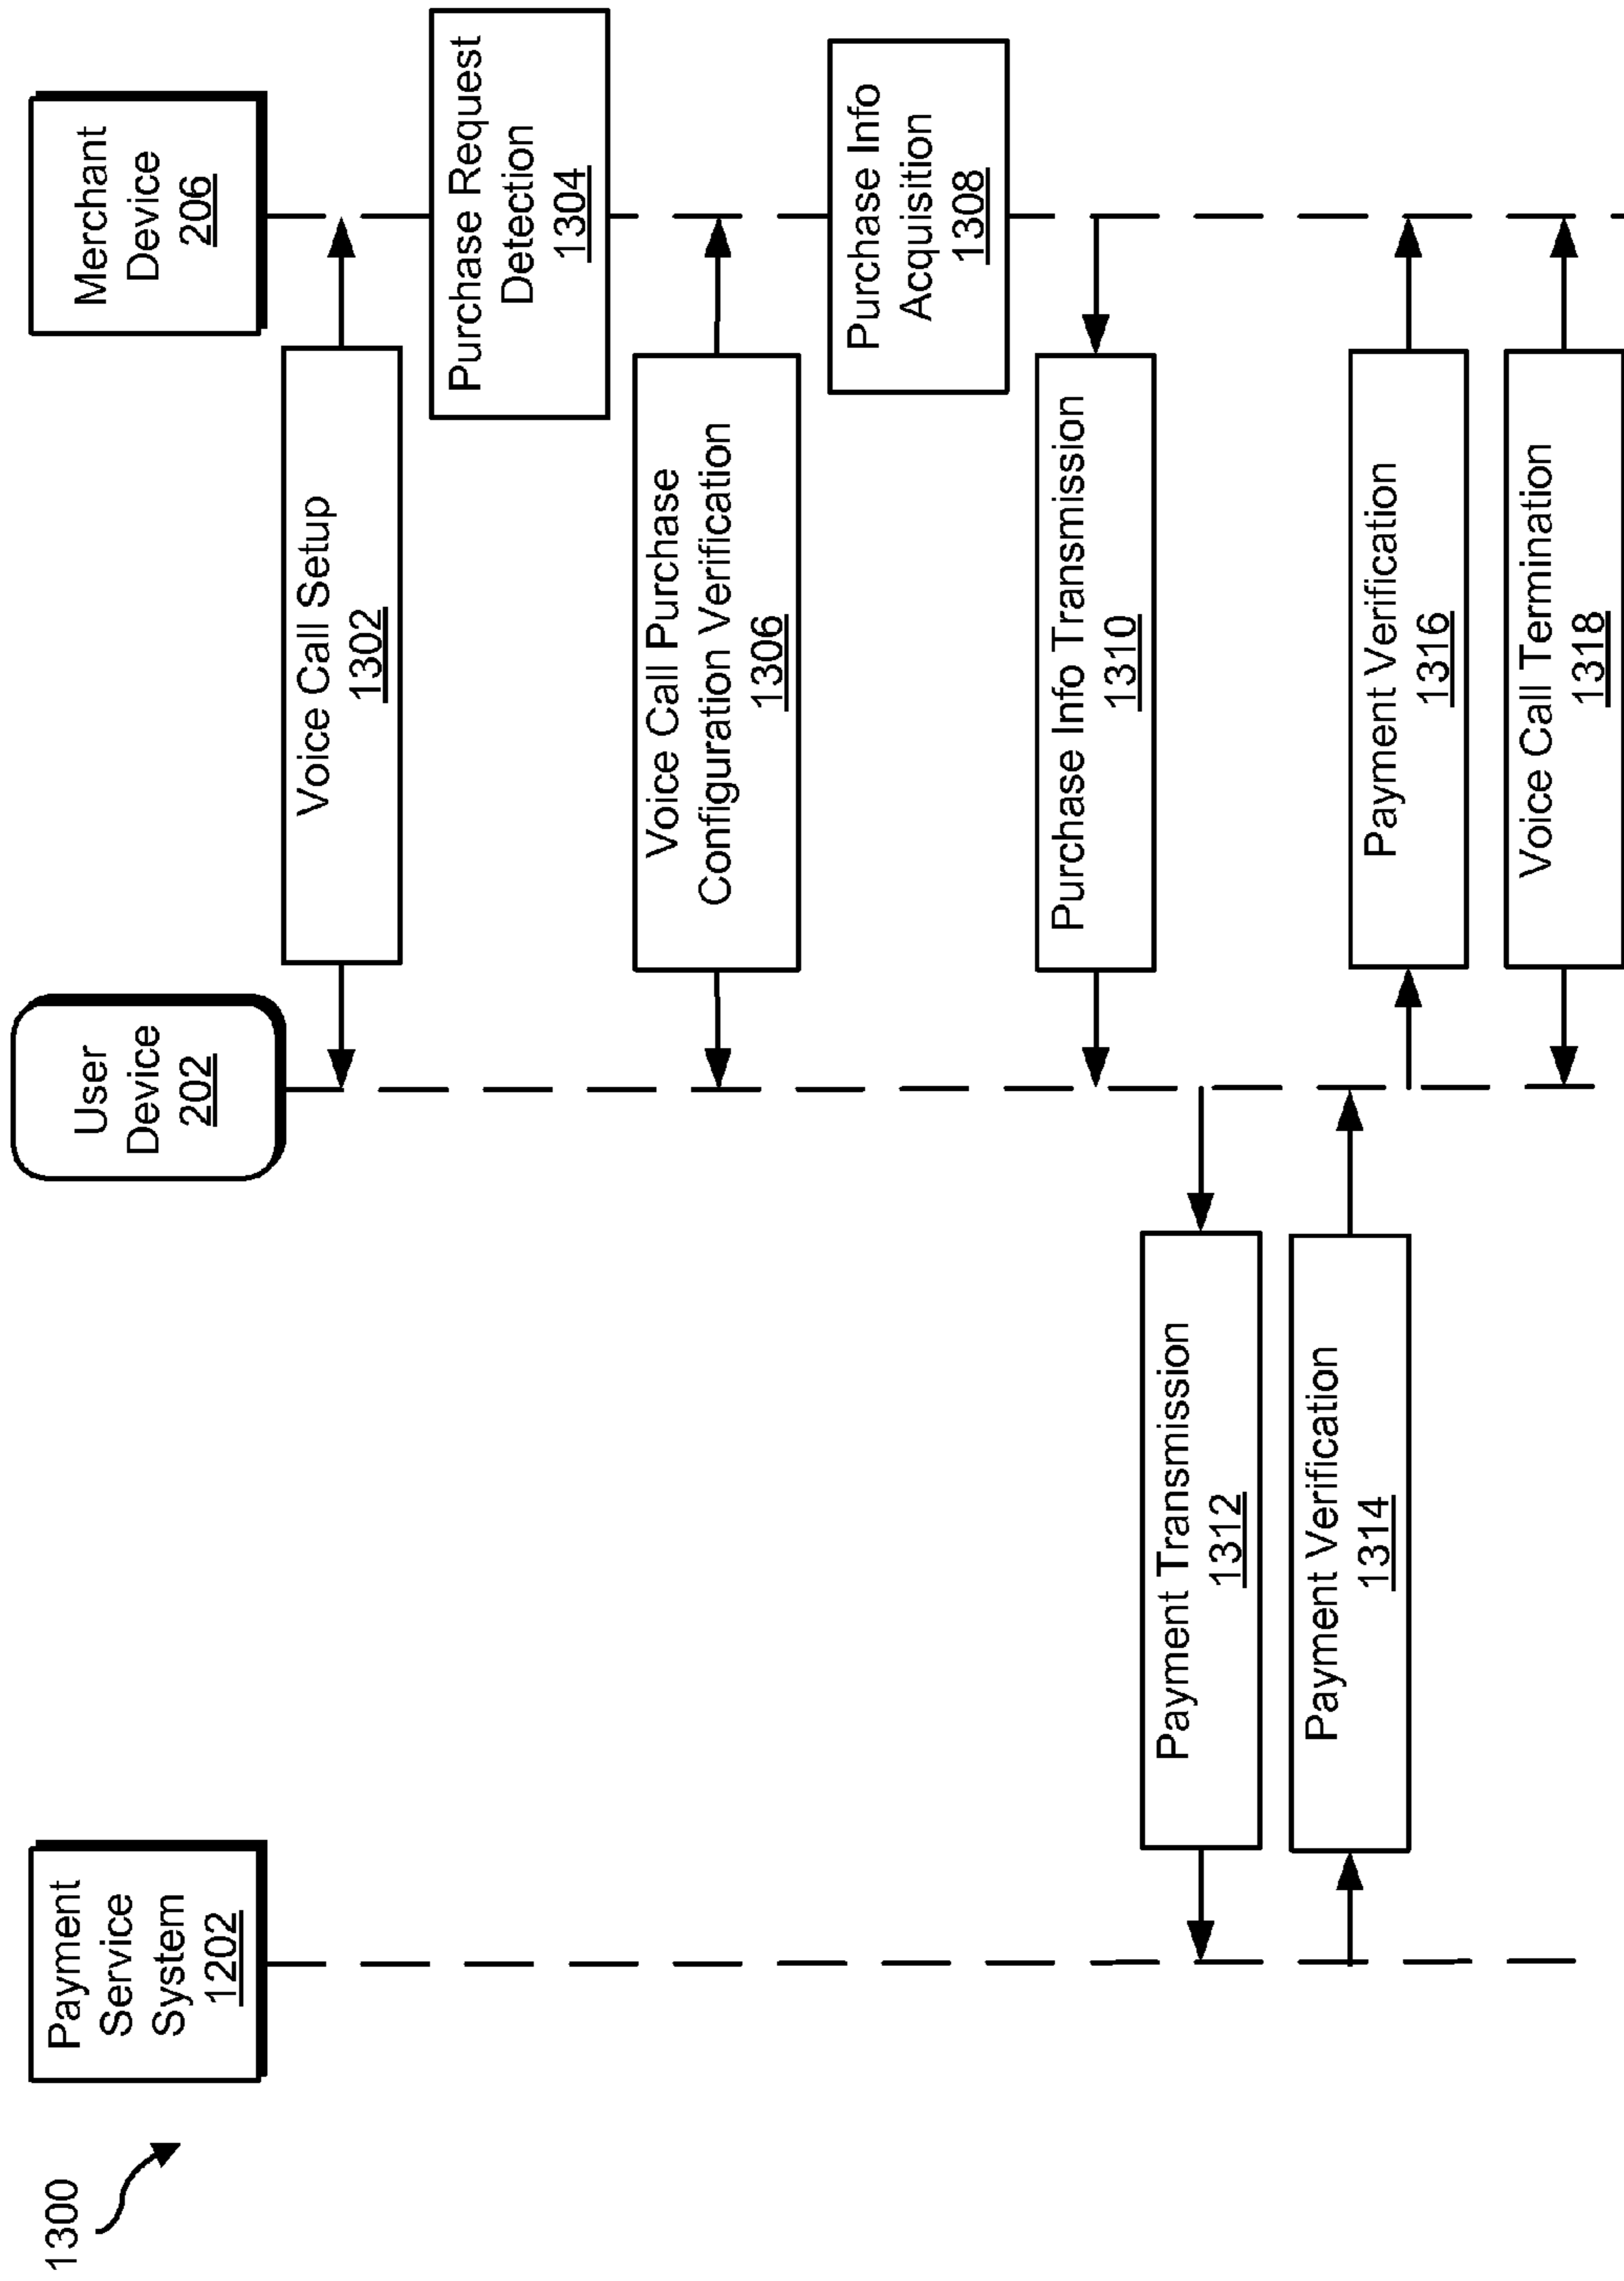 1300
Payment
Service
System
1202
User
Device
202
Merchant
Device
206
Voice Call Setup
1302
Purchase Request
Detection
1304
Voice Call Purchase
Configuration Verification
1306
Purchase Info
Acquisition
1308
Purchase Info Transmission
1310
Payment Transmission
1312
Payment Verification
1314
Payment Verification
1316
Voice Call Termination
1318